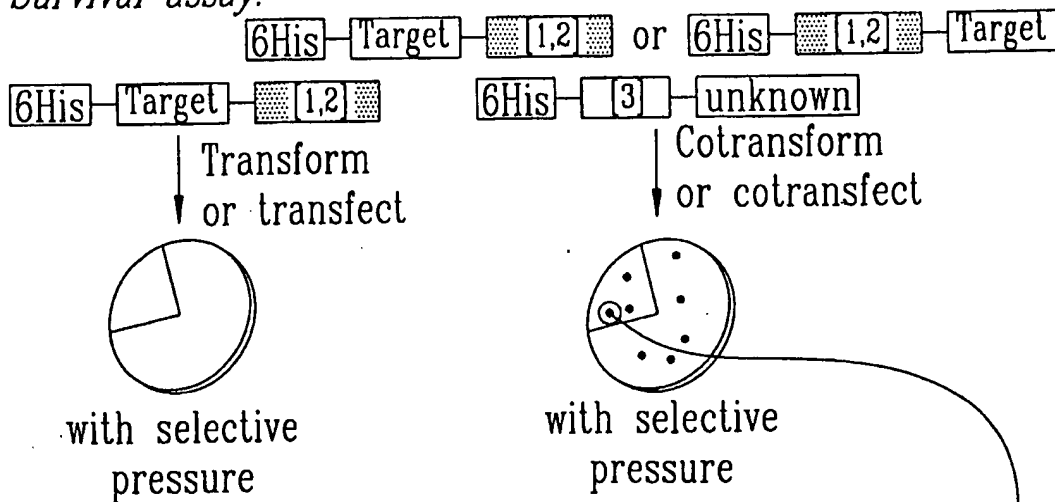 Survival assay:
6His Target [1,2] or 6His [1,2] Target
6His Target [1,2] 6His [3] unknown
Transform
or transfect
Cotransform
or cotransfect
with selective
pressure
with selective
pressure